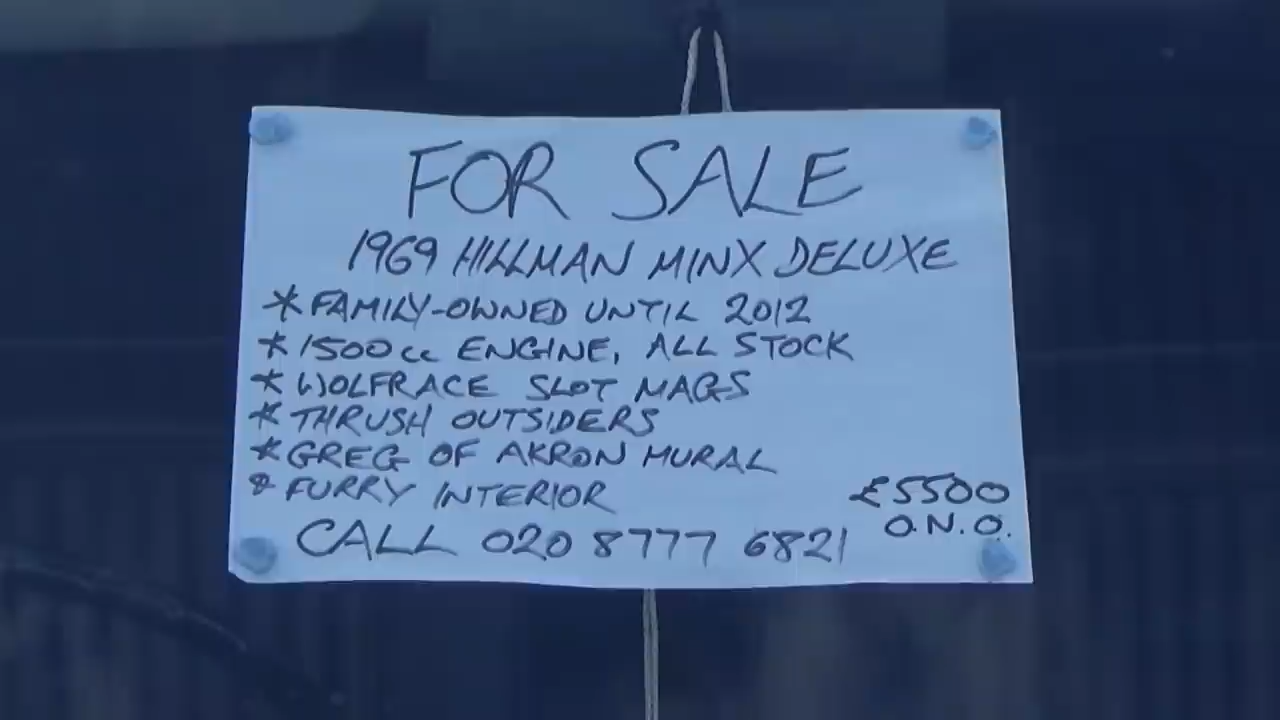 FOR SALE
1969 HILLMAN MINX DELUXE
* FAMILY-OWNED UNTIL 2012
* 1500cc ENGINE, ALL STOCK
* WOLFRACE SLOT MAGS
* THRUSH OUTSIDERS
* GREG OF AKRON MURAL
* FURRY INTERIOR
£5500
O.N.O.
CALL 020 8777 6821